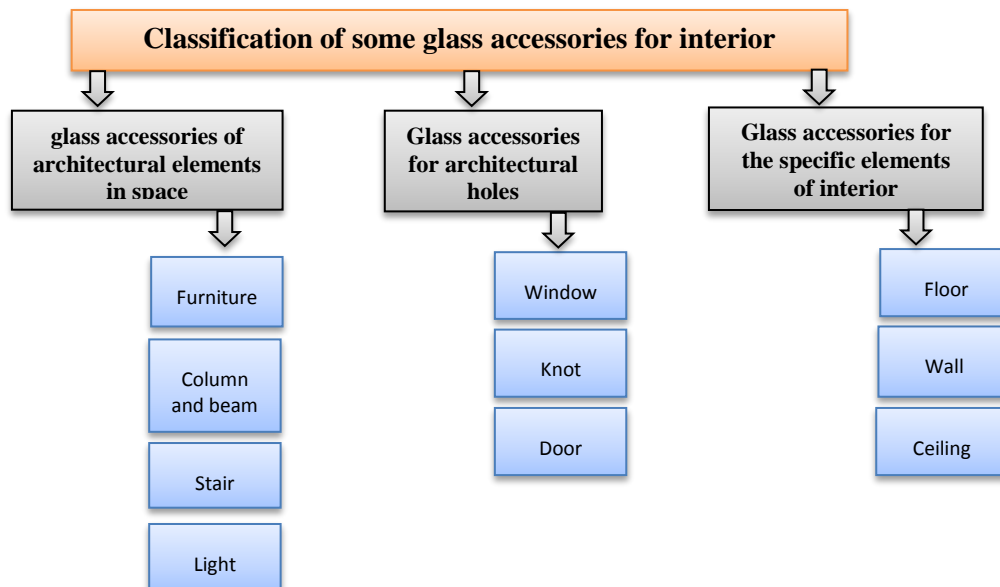 Classification of some glass accessories for interior
glass accessories of
architectural elements
in space
Furniture
Column
and beam
Stair
Light
Glass accessories
for architectural
holes
Window
Knot
Door
Glass accessories for
the specific elements
of interior
Floor
Wall
Ceiling